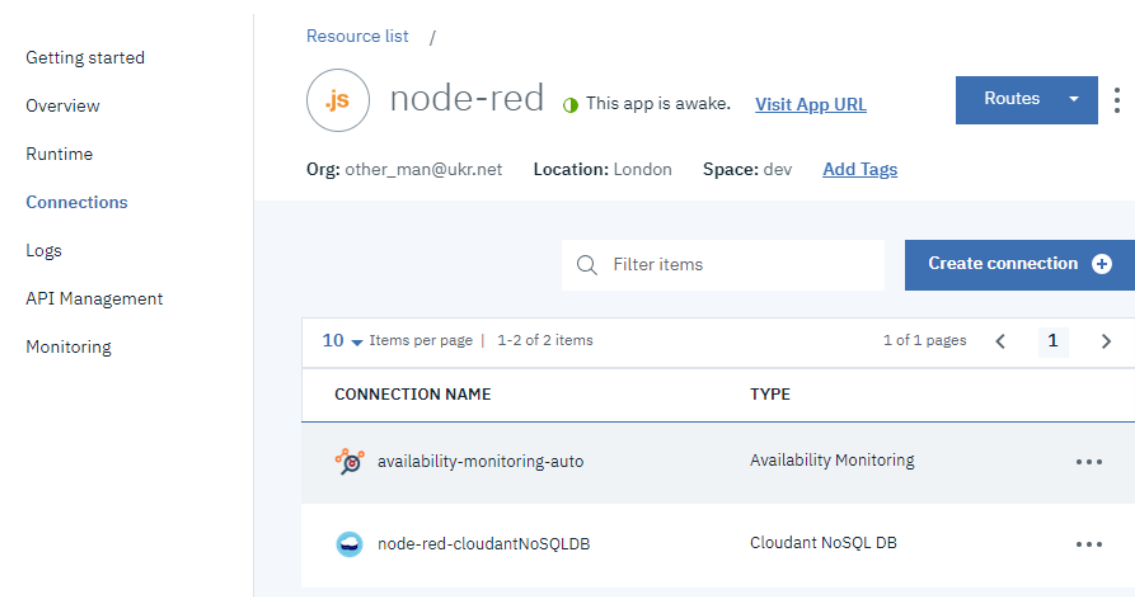 Getting started
Overview
Runtime
Connections
Logs
API Management
Monitoring
Resource list /
.js node-red This app is awake. Visit App URL Routes
Org: other_man@ukr.net Location: London Space: dev Add Tags
Filter items Create connection
10 Items per page | 1-2 of 2 items 1 of 1 pages 1
CONNECTION NAME TYPE
availability-monitoring-auto Availability Monitoring
node-red-cloudantNoSQLDB Cloudant NoSQL DB